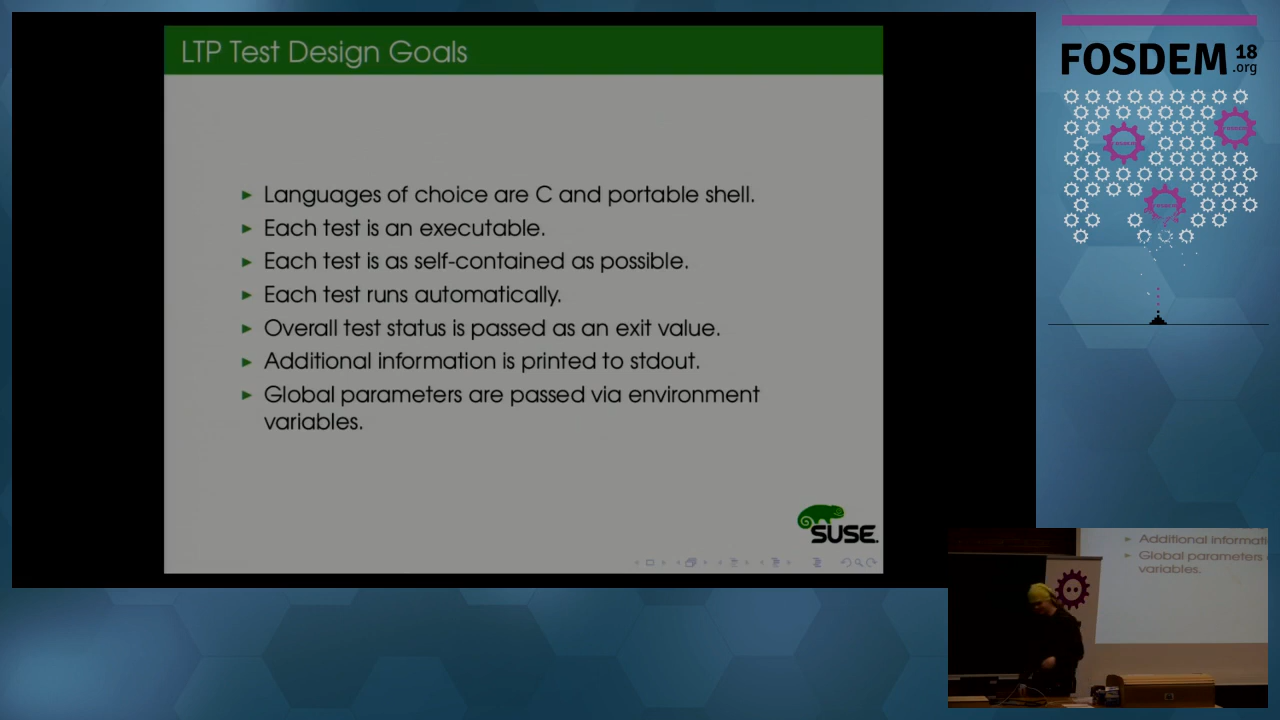 LTP Test Design Goals
Languages of choice are C and portable shell.
Each test is an executable.
Each test is as self-contained as possible.
Each test runs automatically.
Overall test status is passed as an exit value.
Additional information is printed to stdout.
Global parameters are passed via environment
variables.
SUSE.
FOSDEM 18
.org
Additional informati
Global parameters
variables.
FOSDEM